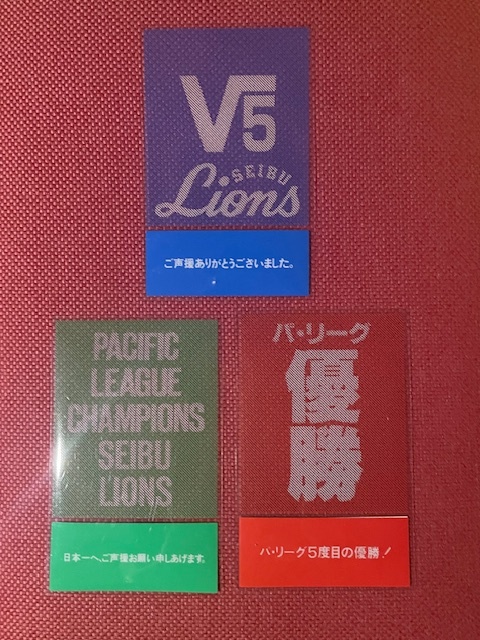 V5
SEIBU
Lions
ご声援ありがとうございました。
PACIFIC
LEAGUE
CHAMPIONS
SEIBU
LIONS
日本一へ、ご声援お願い申しあげます。
パ・リーグ
優
勝
パ・リーグ5度目の優勝!